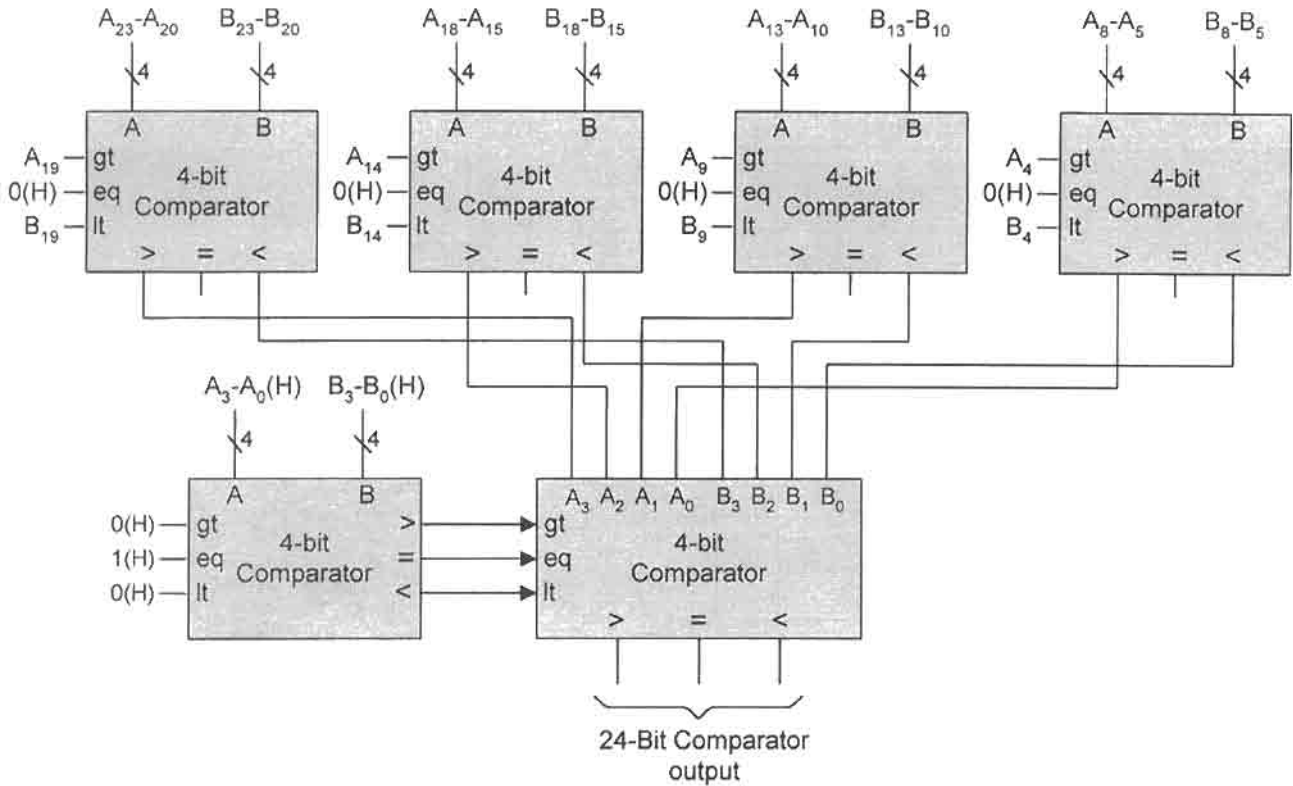 A₂₃-A₂₀ B₂₃-B₂₀ A₁₈-A₁₅ B₁₈-B₁₅ A₁₃-A₁₀ B₁₃-B₁₀ A₈-A₅ B₈-B₅
4 4 4 4 4 4 4 4
A B A B A B A B
A₁₉ gt A₁₄ gt A₉ gt A₄ gt
4-bit 4-bit 4-bit 4-bit
0(H) eq 0(H) eq 0(H) eq 0(H) eq
Comparator Comparator Comparator Comparator
B₁₉ lt B₁₄ lt B₉ lt B₄ lt
> = < > = < > = < > = <
A₃-A₀(H) B₃-B₀(H)
4 4
A B A₃ A₂ A₁ A₀ B₃ B₂ B₁ B₀
0(H) gt > gt
4-bit 4-bit
1(H) eq = eq
Comparator Comparator
0(H) lt < lt
> = <
24-Bit Comparator
output